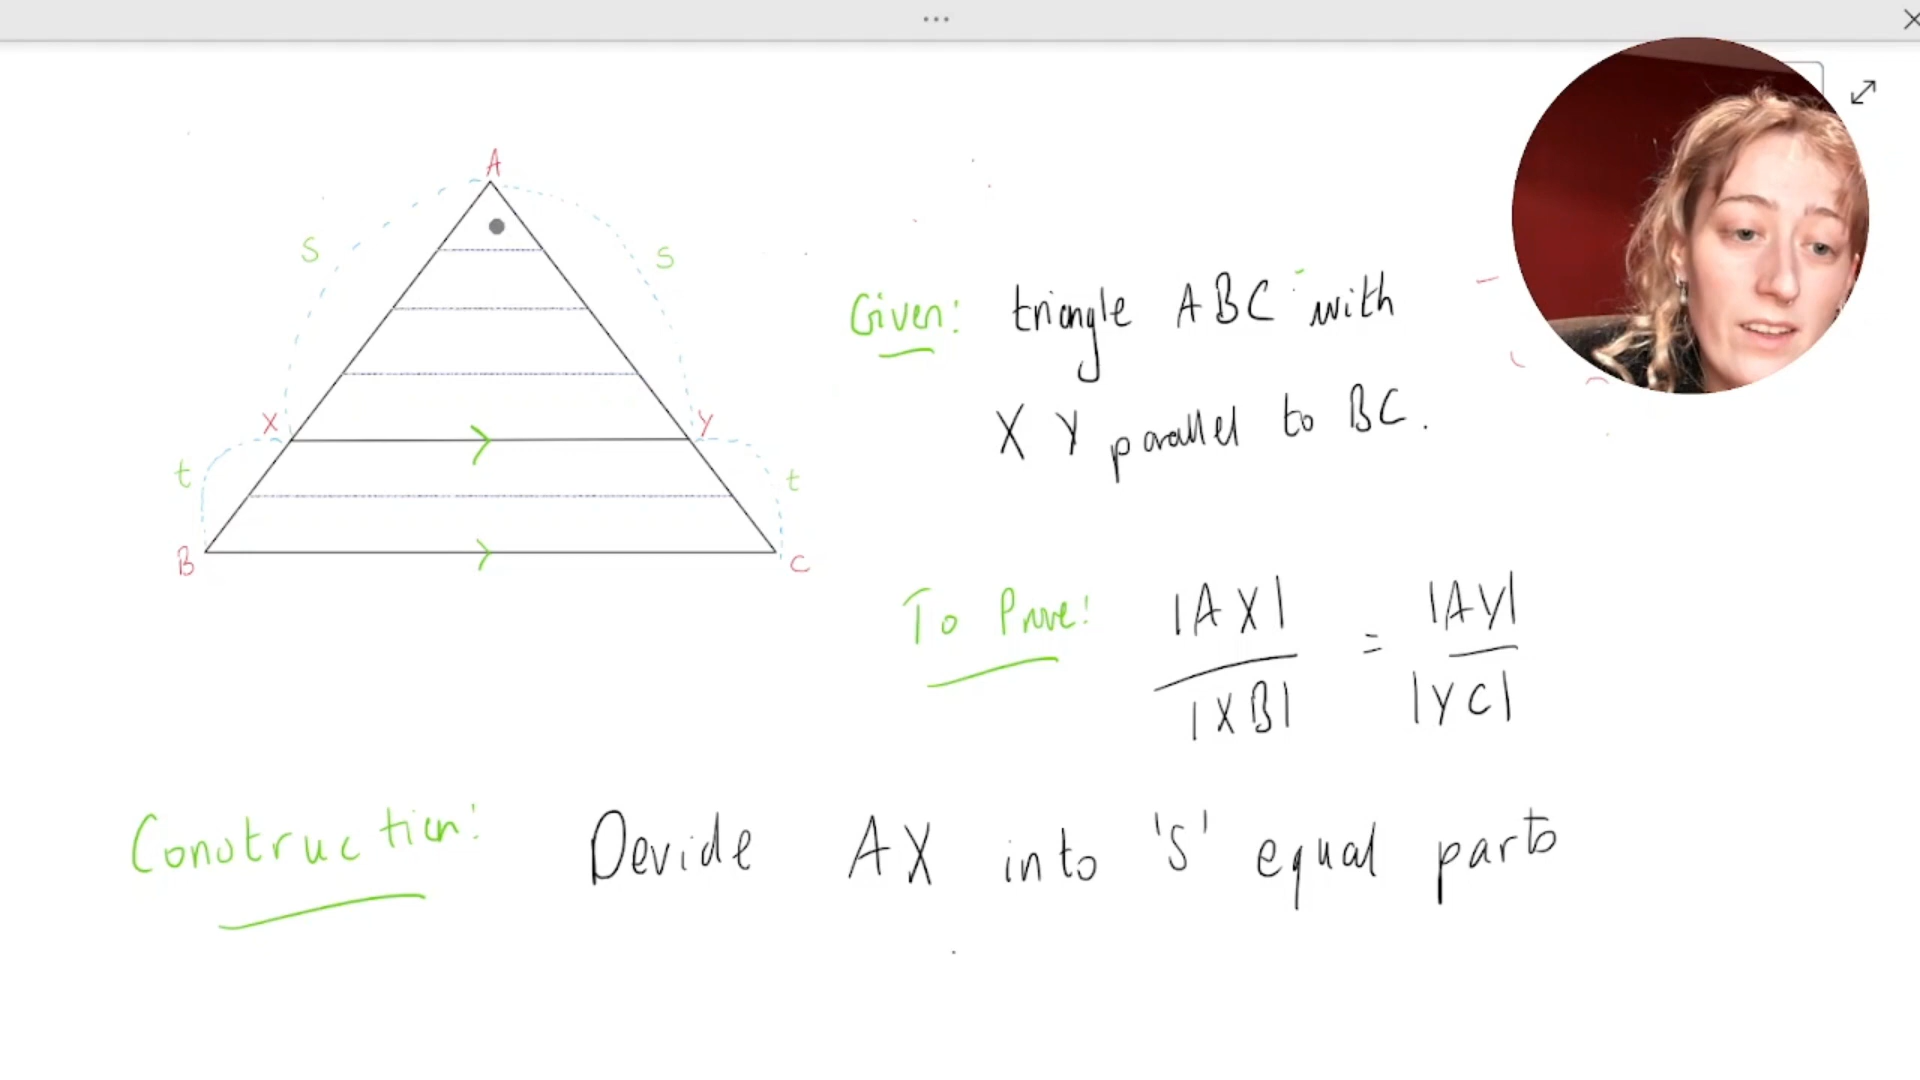 A
S
S
X
Y
t
t
B
C
Given: triangle ABC with
XY parallel to BC.
To Prove: |AX| / |XB| = |AY| / |YC|
Construction: Devide AX into 's' equal parts